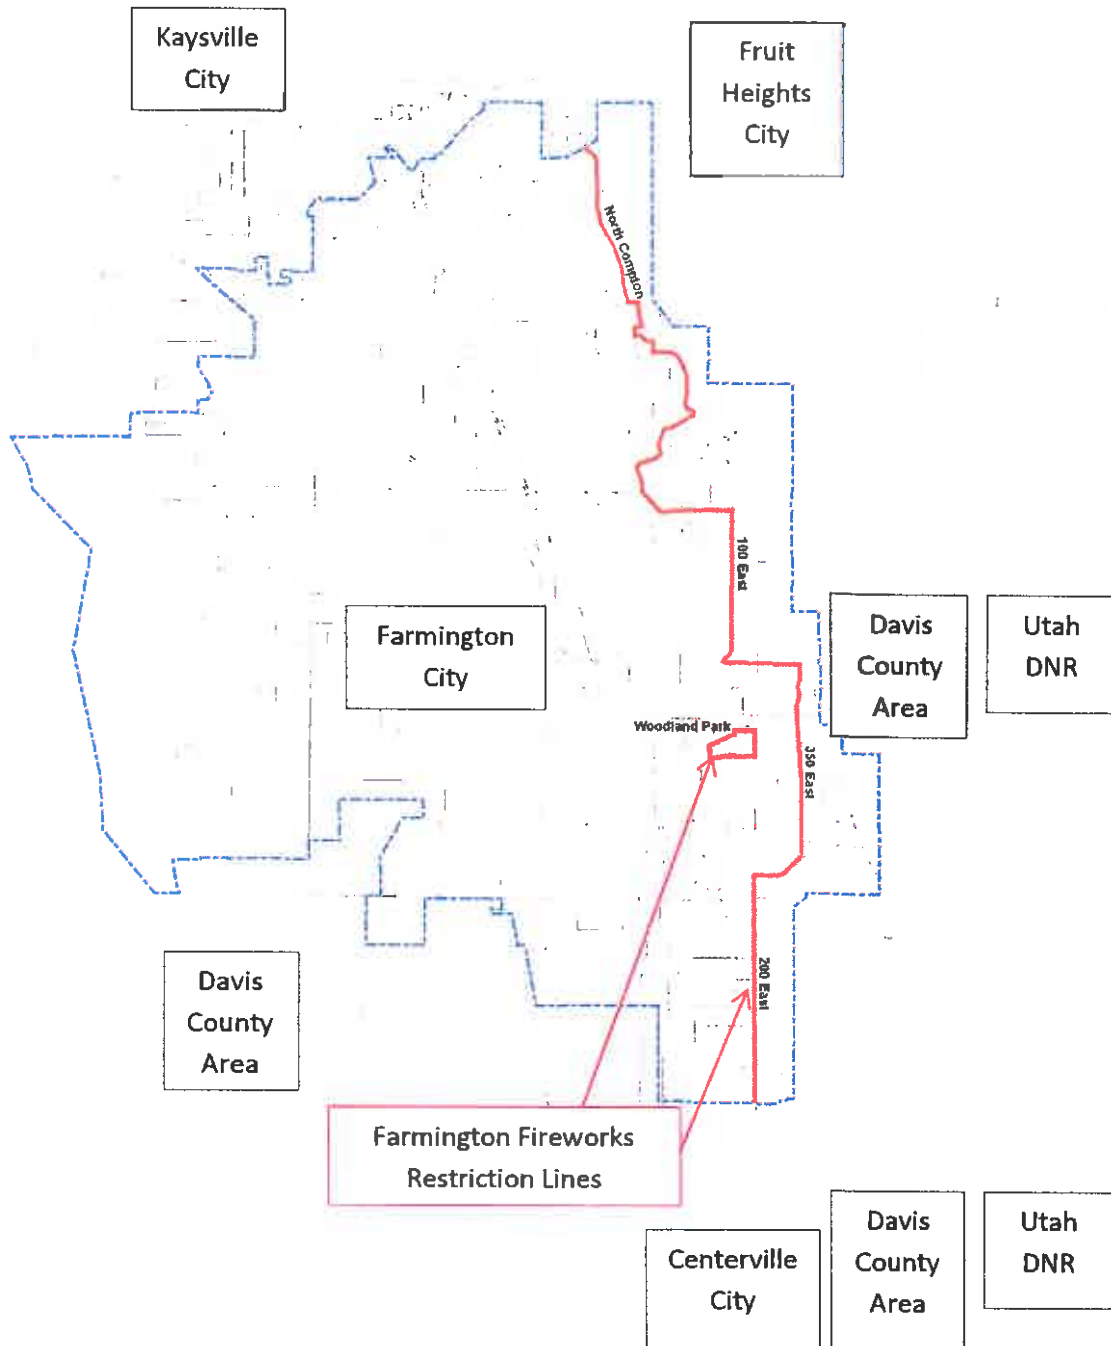 Kaysville
City
Fruit
Heights
City
North Compton
100 East
Farmington
City
Davis
County
Area
Utah
DNR
Woodland Park
350 East
200 East
Davis
County
Area
Farmington Fireworks
Restriction Lines
Centerville
City
Davis
County
Area
Utah
DNR